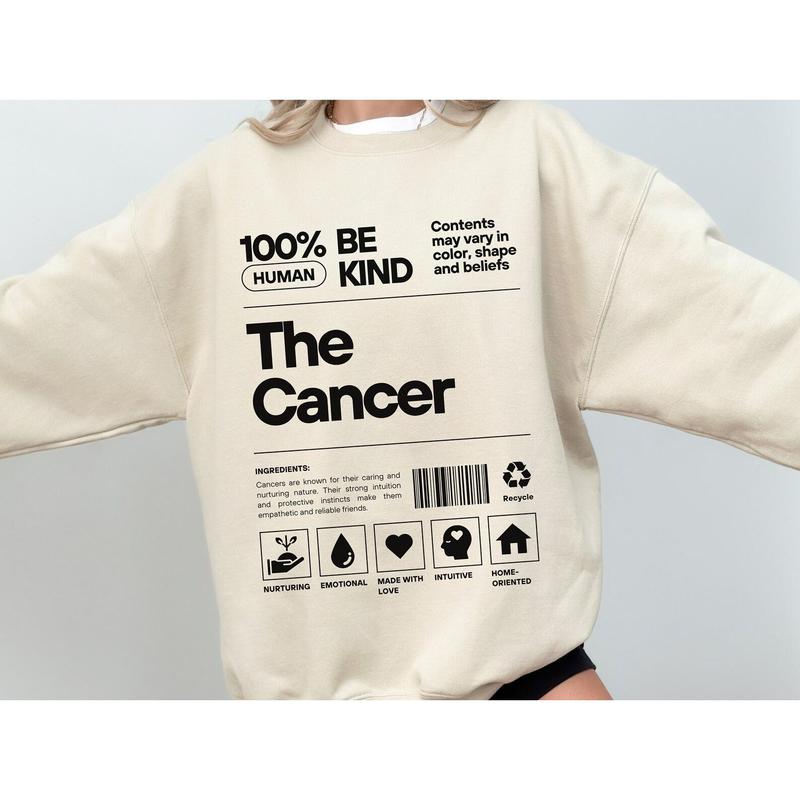 100% BE
HUMAN KIND
Contents
may vary in
color, shape
and beliefs
The
Cancer
INGREDIENTS:
Cancers are known for their caring and
nurturing nature. Their strong intuition
and protective instincts make them
empathetic and reliable friends.
Recycle
NURTURING
EMOTIONAL
MADE WITH
LOVE
INTUITIVE
HOME-
ORIENTED